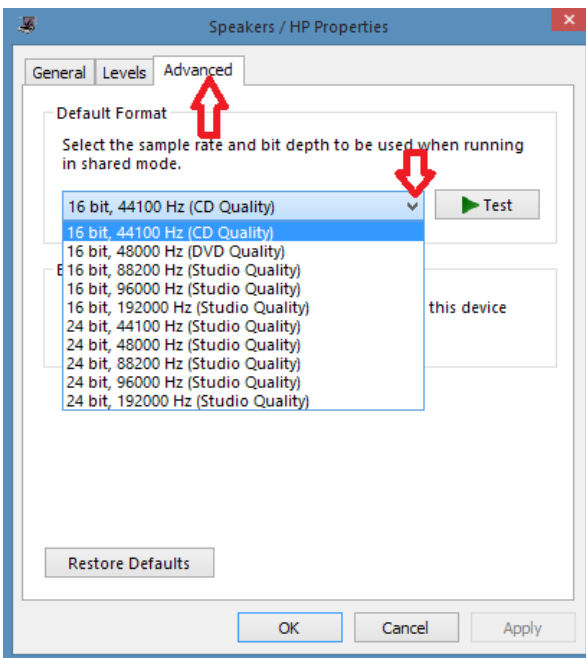 Speakers / HP Properties
General Levels Advanced
Default Format
Select the sample rate and bit depth to be used when running
in shared mode.
16 bit, 44100 Hz (CD Quality)
Test
16 bit, 44100 Hz (CD Quality)
16 bit, 48000 Hz (DVD Quality)
E
16 bit, 88200 Hz (Studio Quality)
16 bit, 96000 Hz (Studio Quality)
16 bit, 192000 Hz (Studio Quality)
this device
24 bit, 44100 Hz (Studio Quality)
24 bit, 48000 Hz (Studio Quality)
24 bit, 88200 Hz (Studio Quality)
24 bit, 96000 Hz (Studio Quality)
24 bit, 192000 Hz (Studio Quality)
Restore Defaults
OK Cancel Apply